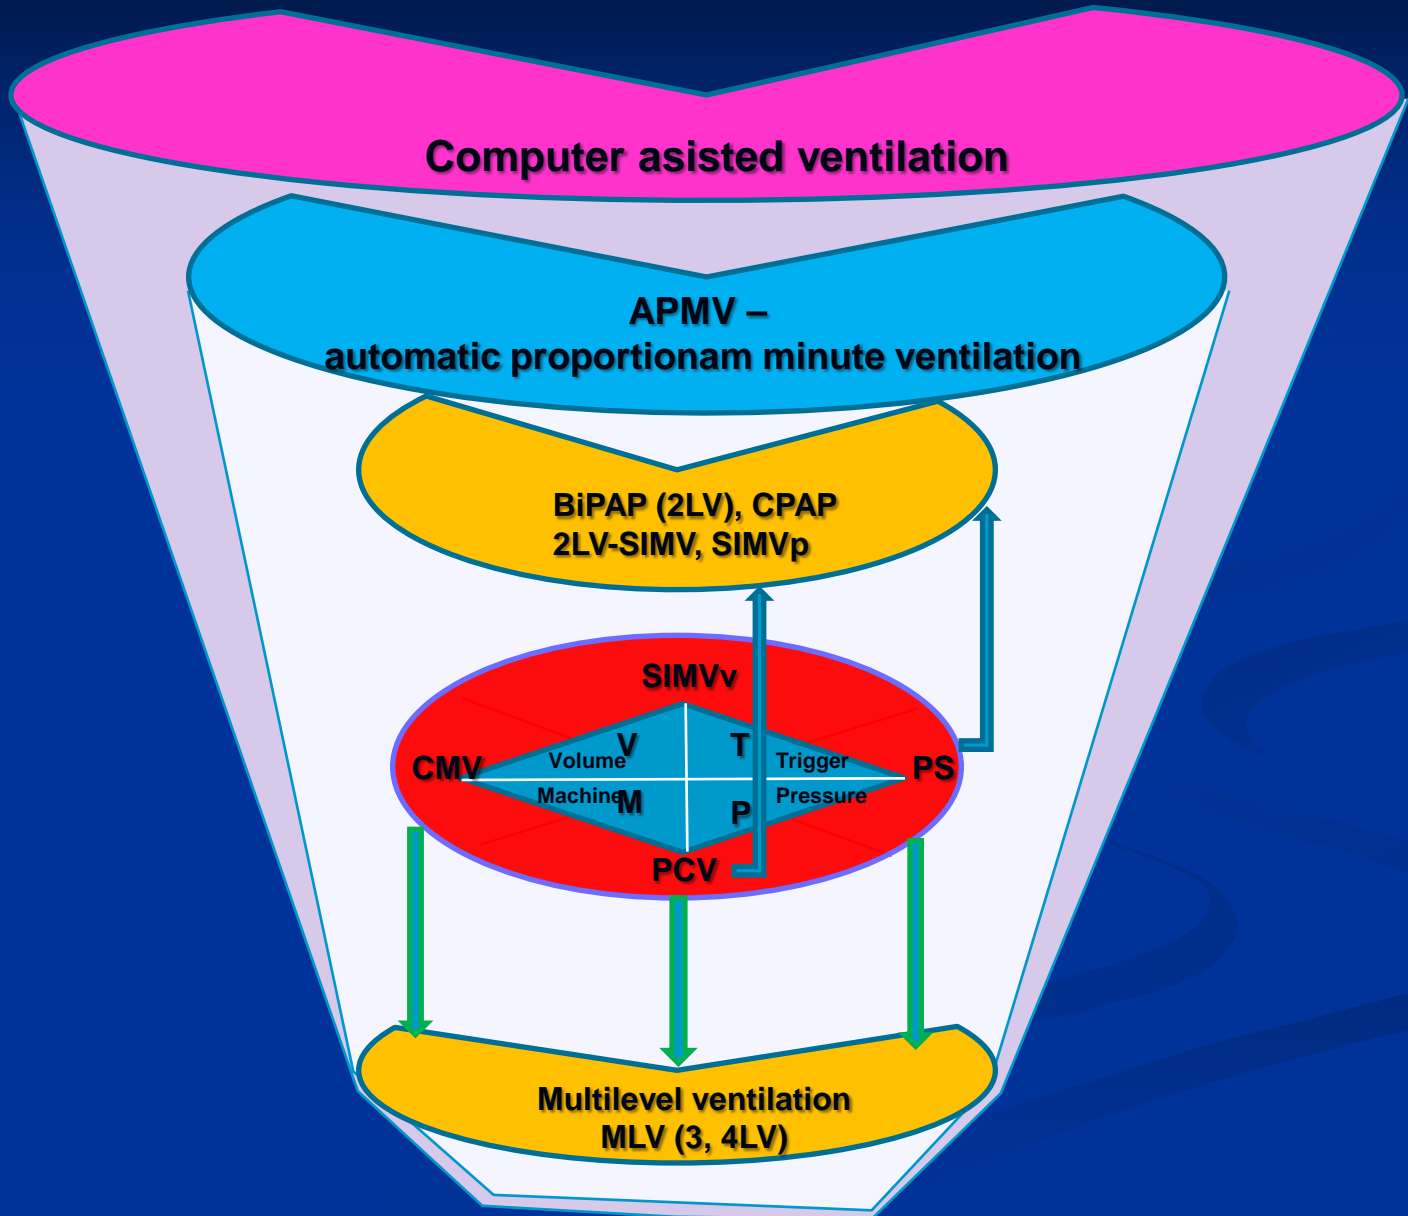 Computer asisted ventilation
APMV –
automatic proportionam minute ventilation
BiPAP (2LV), CPAP
2LV-SIMV, SIMVp
SIMVv
V T
Volume Trigger
CMV PS
Machine Pressure
M P
PCV
Multilevel ventilation
MLV (3, 4LV)